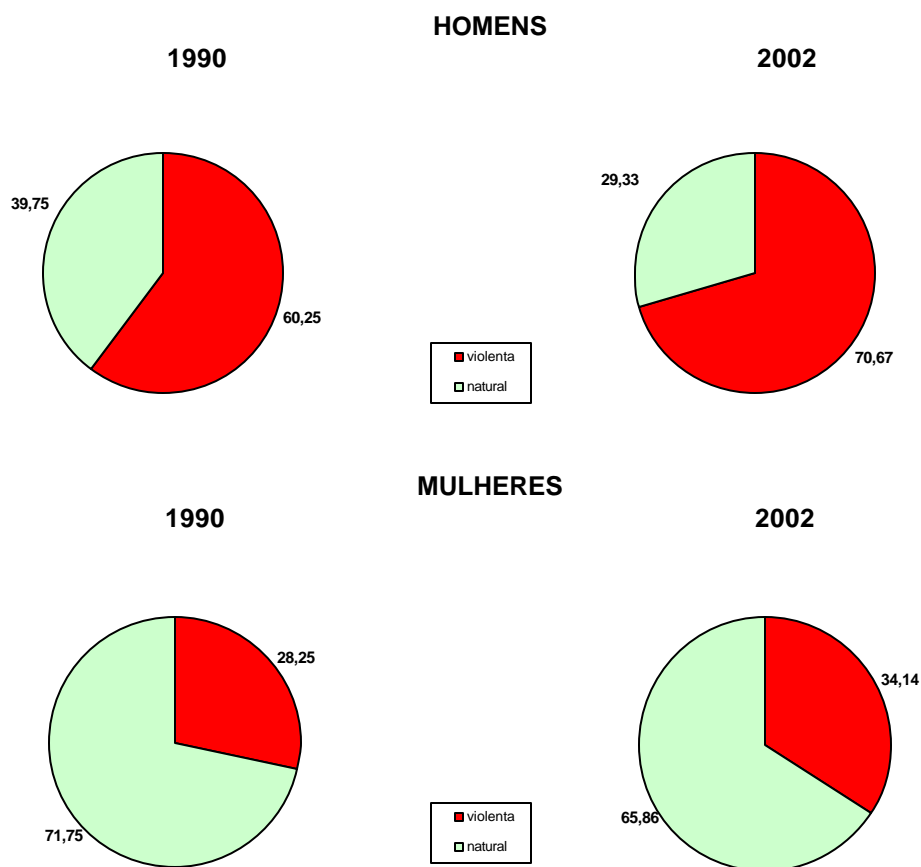 HOMENS
1990 2002
39,75
60,25
29,33
70,67
violenta
natural
MULHERES
1990 2002
28,25
71,75
34,14
65,86
violenta
natural